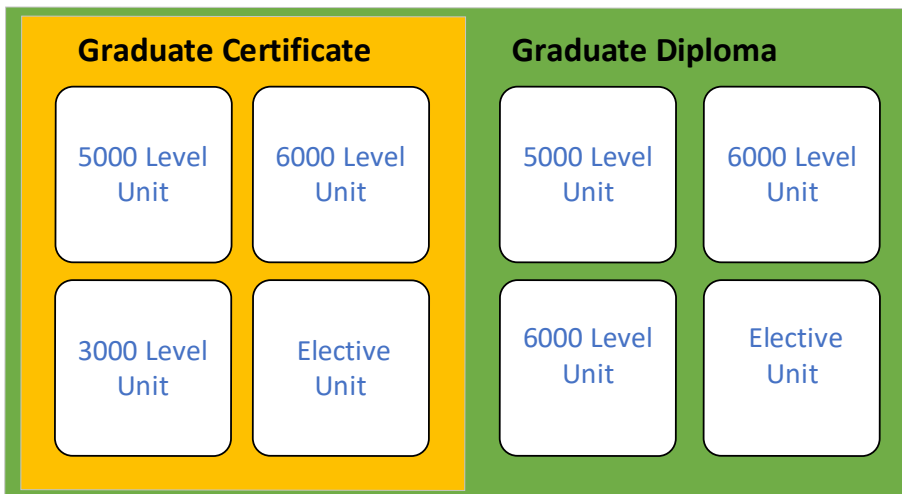 Graduate Certificate
Graduate Diploma
5000 Level
Unit
6000 Level
Unit
5000 Level
Unit
6000 Level
Unit
3000 Level
Unit
Elective
Unit
6000 Level
Unit
Elective
Unit